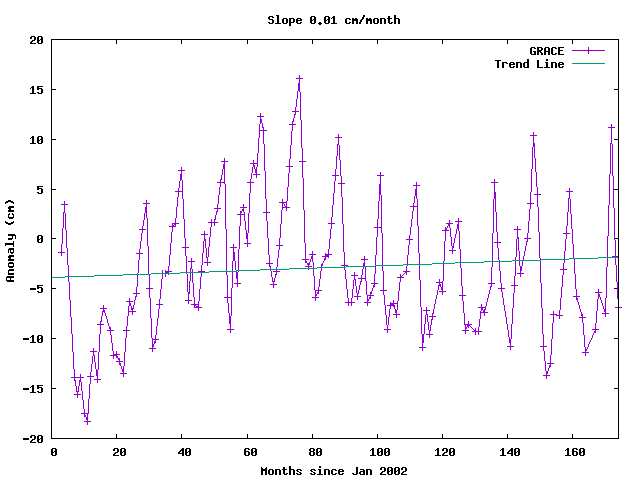 Slope 0.01 cm/month
GRACE
Trend Line
Anomaly (cm)
20
15
10
5
0
-5
-10
-15
-20
0 20 40 60 80 100 120 140 160
Months since Jan 2002